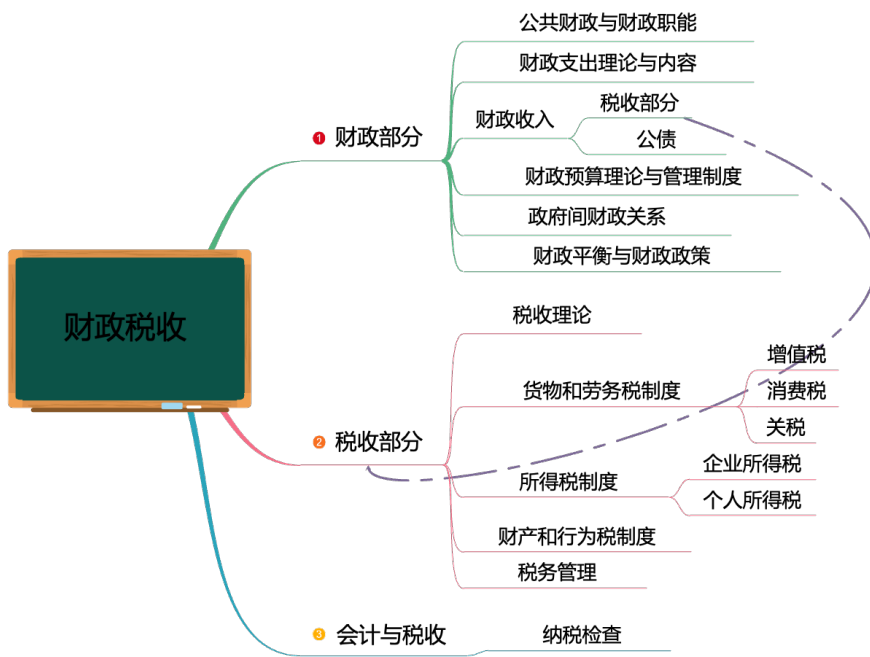 财政税收
1
财政部分
公共财政与财政职能
财政支出理论与内容
财政收入
税收部分
公债
财政预算理论与管理制度
政府间财政关系
财政平衡与财政政策
2
税收部分
税收理论
货物和劳务税制度
增值税
消费税
关税
所得税制度
企业所得税
个人所得税
财产和行为税制度
税务管理
3
会计与税收
纳税检查